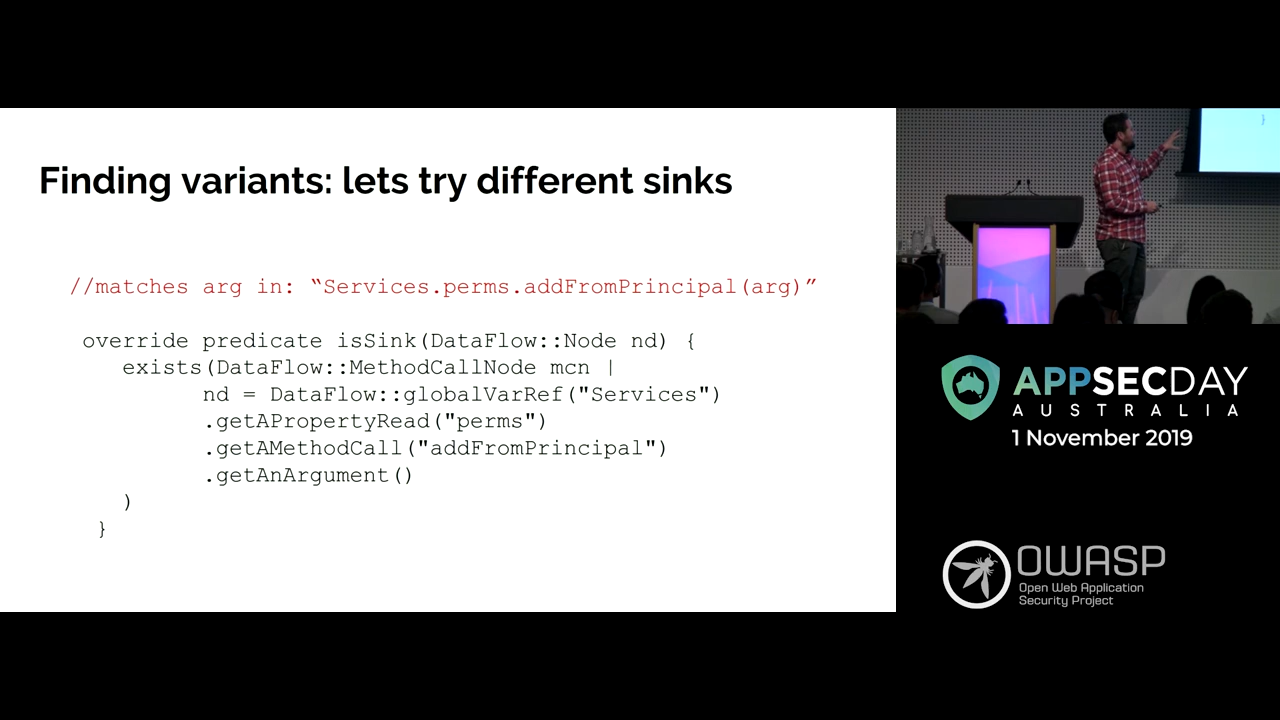 Finding variants: lets try different sinks
//matches arg in: “Services.perms.addFromPrincipal(arg)”
override predicate isSink(DataFlow::Node nd) {
exists(DataFlow::MethodCallNode mcn |
nd = DataFlow::globalVarRef("Services")
.getAPropertyRead("perms")
.getAMethodCall("addFromPrincipal")
.getAnArgument()
)
}
}
APPSECDAY
AUSTRALIA
1 November 2019
OWASP
Open Web Application
Security Project